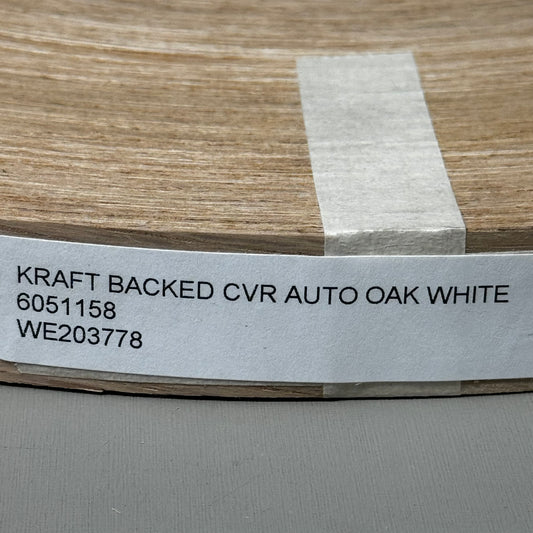 KRAFT BACKED CVR AUTO OAK WHITE
6051158
WE203778